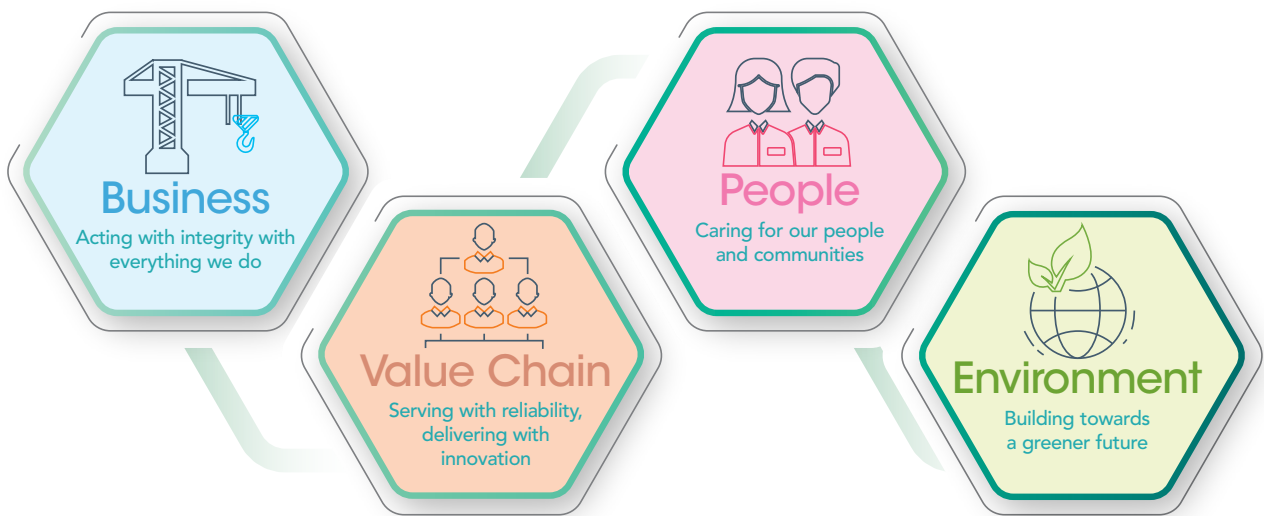 Business
Acting with integrity with
everything we do
Value Chain
Serving with reliability,
delivering with
innovation
People
Caring for our people
and communities
Environment
Building towards
a greener future